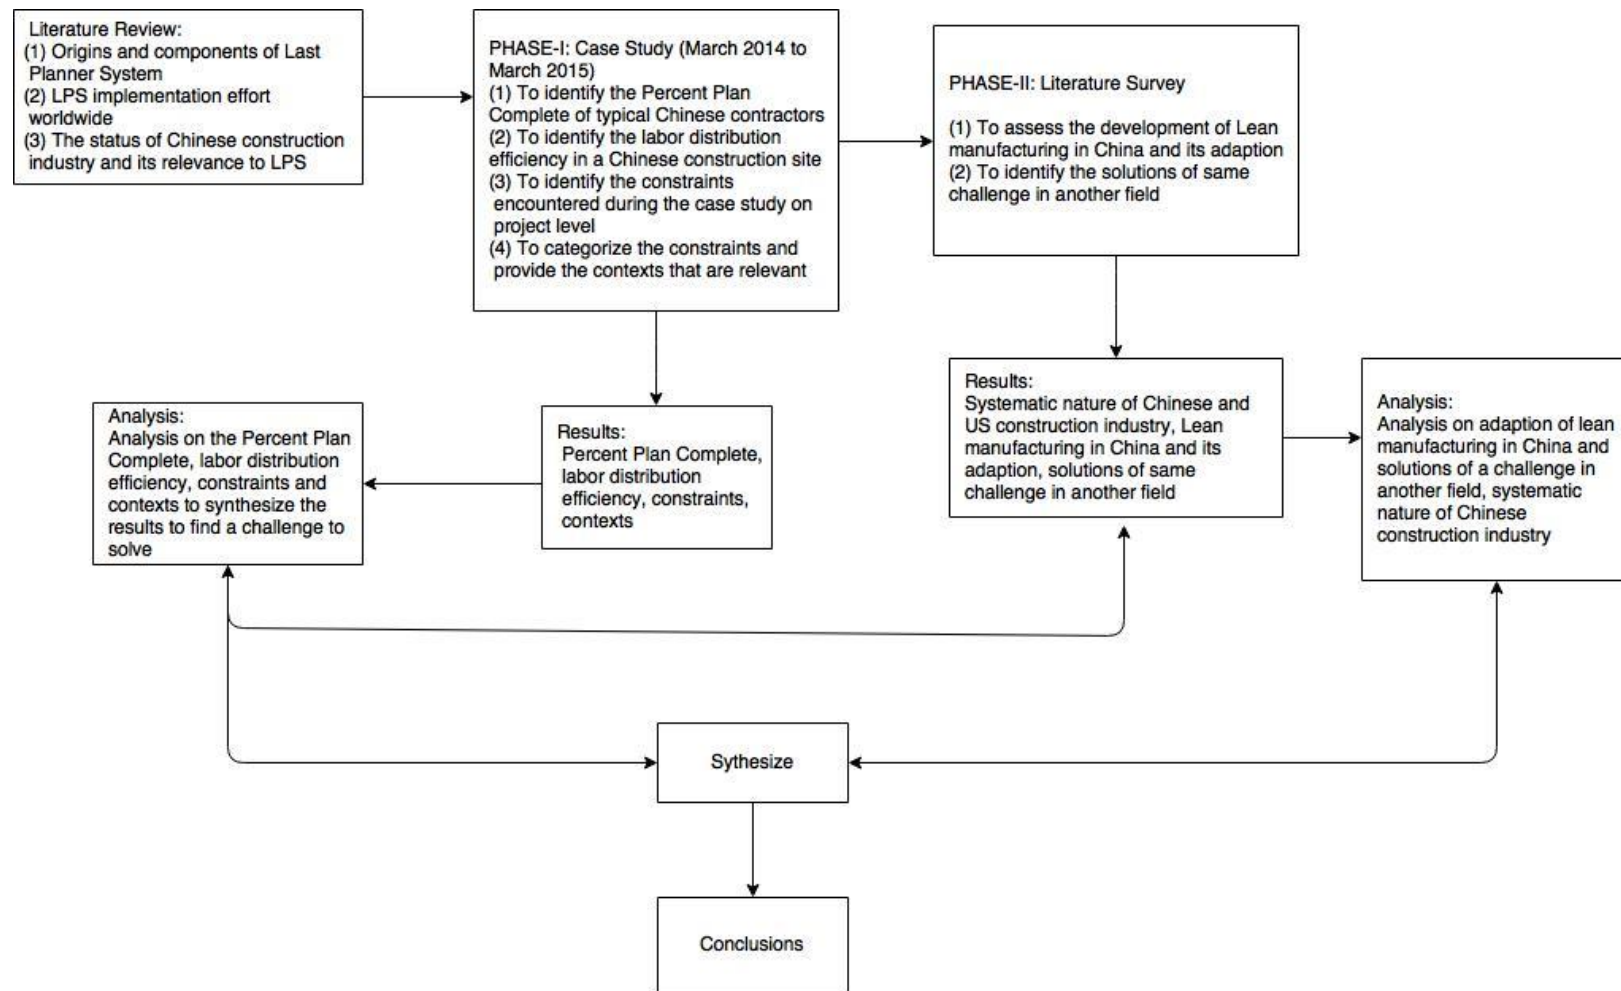 Literature Review:
(1) Origins and components of Last
Planner System
(2) LPS implementation effort
worldwide
(3) The status of Chinese construction
industry and its relevance to LPS
PHASE-I: Case Study (March 2014 to
March 2015)
(1) To identify the Percent Plan
Complete of typical Chinese contractors
(2) To identify the labor distribution
efficiency in a Chinese construction site
(3) To identify the constraints
encountered during the case study on
project level
(4) To categorize the constraints and
provide the contexts that are relevant
PHASE-II: Literature Survey
(1) To assess the development of Lean
manufacturing in China and its adaption
(2) To identify the solutions of same
challenge in another field
Analysis:
Analysis on the Percent Plan
Complete, labor distribution
efficiency, constraints and
contexts to synthesize the
results to find a challenge to
solve
Results:
Percent Plan Complete,
labor distribution
efficiency, constraints,
contexts
Results:
Systematic nature of Chinese and
US construction industry, Lean
manufacturing in China and its
adaption, solutions of same
challenge in another field
Analysis:
Analysis on adaption of lean
manufacturing in China and
solutions of a challenge in
another field, systematic
nature of Chinese
construction industry
Sythesize
Conclusions